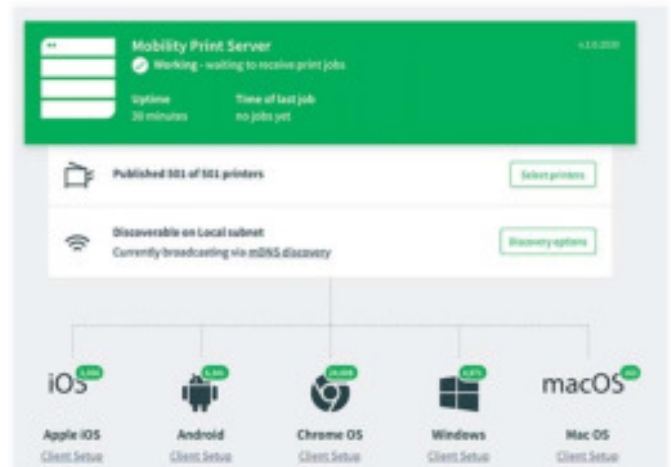 Mobility Print Server
Working - waiting to receive print jobs
Uptime
Time of last job
minutes
no jobs yet
Published 501 of 501 printers
Select printers
Discoverable on Local subnet
Currently broadcasting via mDNS discovery
Discovery options
iOS
macOS
Apple iOS
Android
Chrome OS
Windows
Mac OS
Client Setup
Client Setup
Client Setup
Client Setup
Client Setup